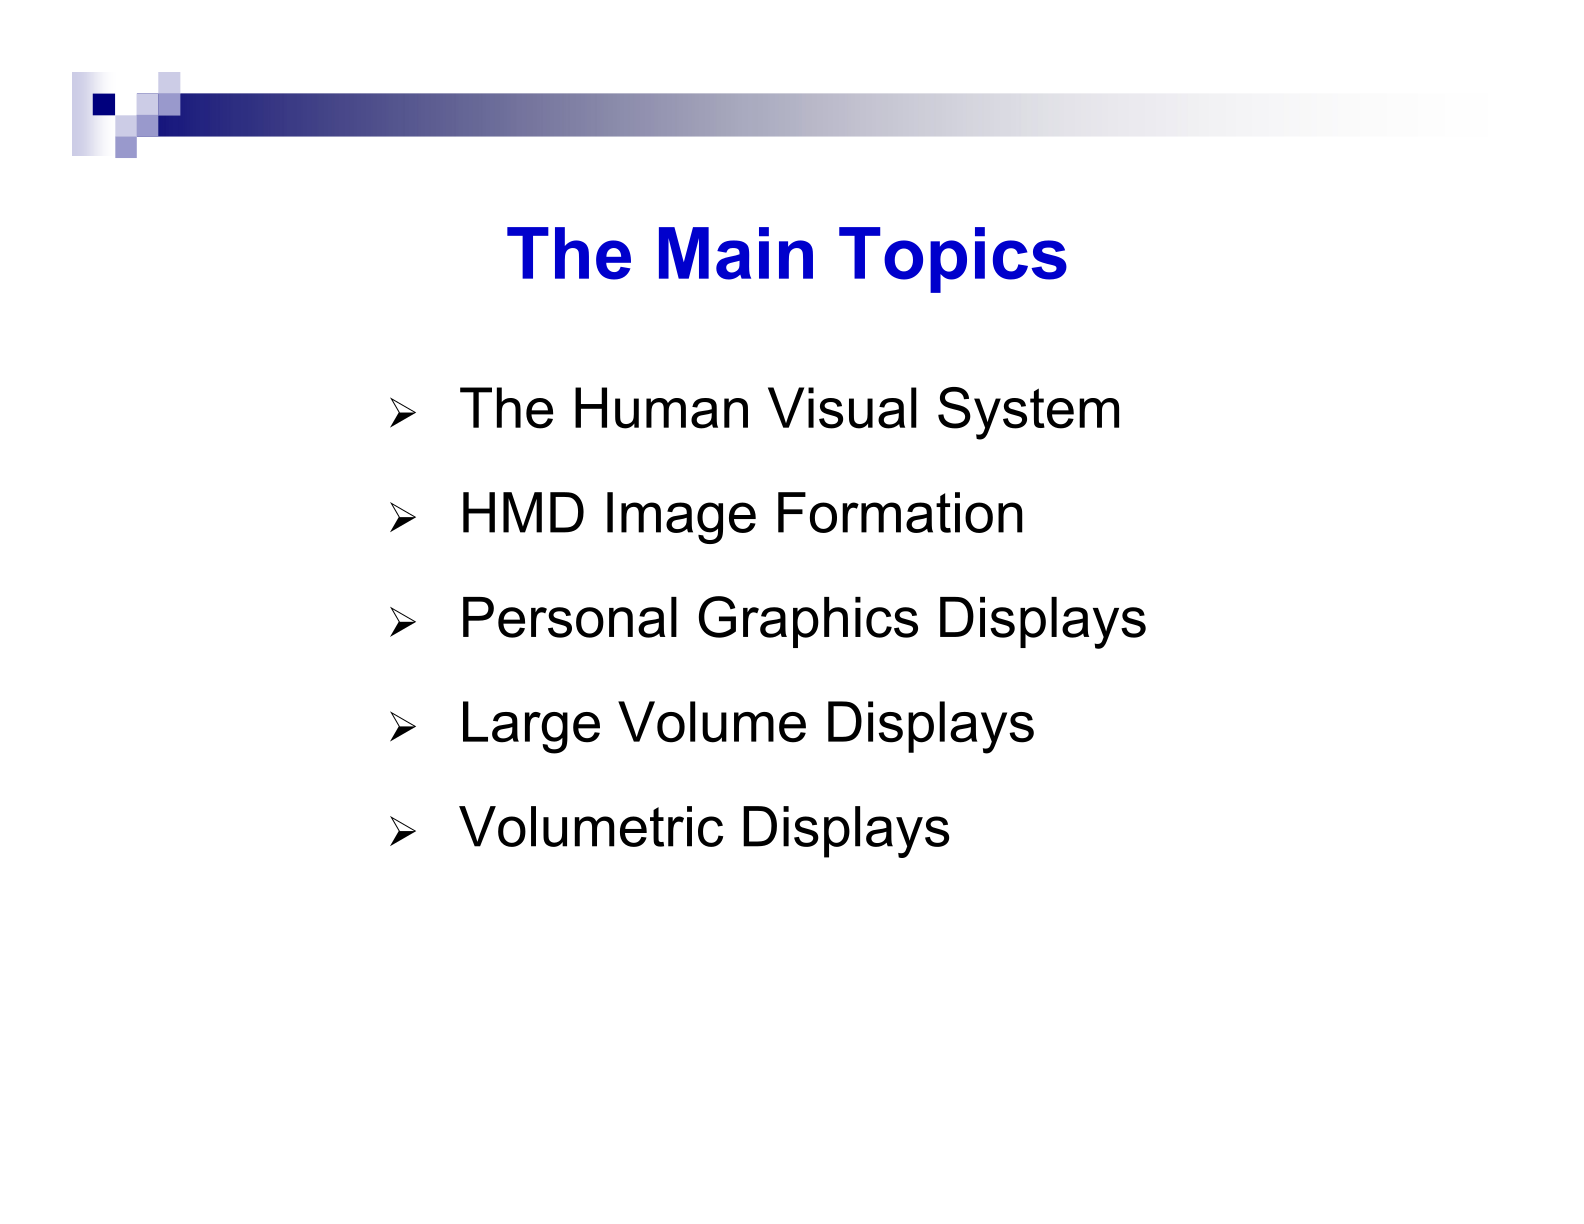 The Main Topics
➢ The Human Visual System
➢ HMD Image Formation
➢ Personal Graphics Displays
➢ Large Volume Displays
➢ Volumetric Displays